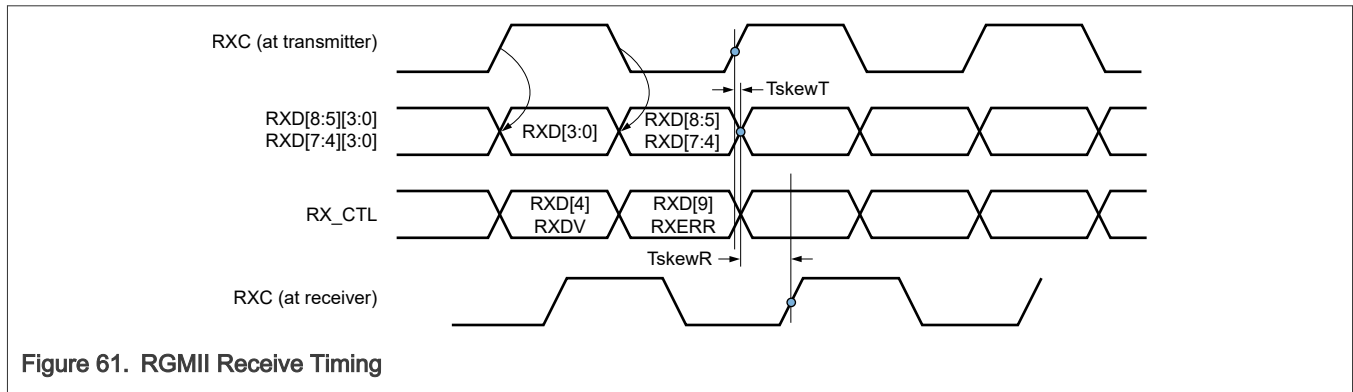 RXC (at transmitter)
TskewT
RXD[8:5][3:0]
RXD[7:4][3:0]
RXD[3:0]
RXD[8:5]
RXD[7:4]
RX_CTL
RXD[4]
RXDV
RXD[9]
RXERR
TskewR
RXC (at receiver)
Figure 61. RGMII Receive Timing